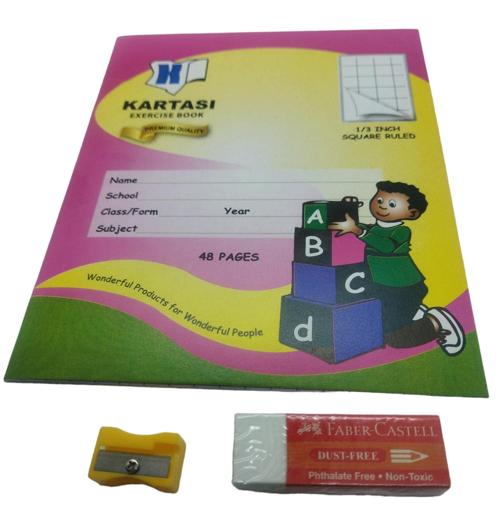 H
KARTASI
EXERCISE BOOK
PREMIUM QUALITY
1/3 INCH
SQUARE RULED
Name
School
Class/Form Year
Subject
48 PAGES
A
B
C
d
Wonderful Products for Wonderful People
FABER-CASTELL
DUST-FREE
Phthalate Free • Non-Toxic